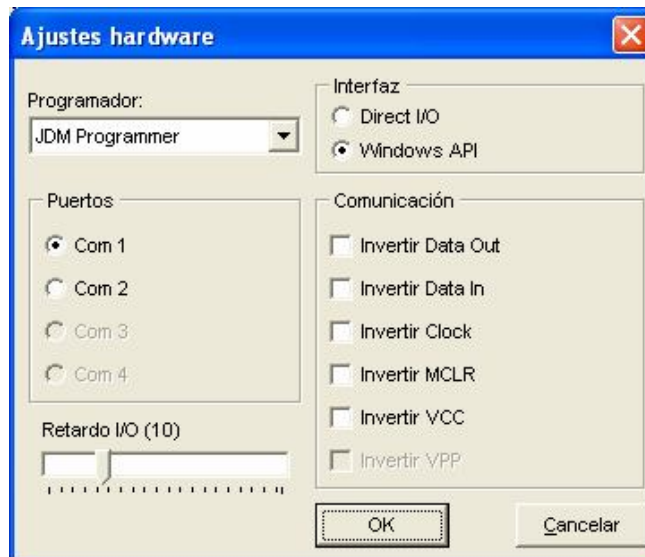 Ajustes hardware
Programador:
JDM Programmer
Interfaz
Direct I/O
Windows API
Puertos
Com 1
Com 2
Com 3
Com 4
Comunicación
Invertir Data Out
Invertir Data In
Invertir Clock
Invertir MCLR
Invertir VCC
Invertir VPP
Retardo I/O (10)
OK
Cancelar